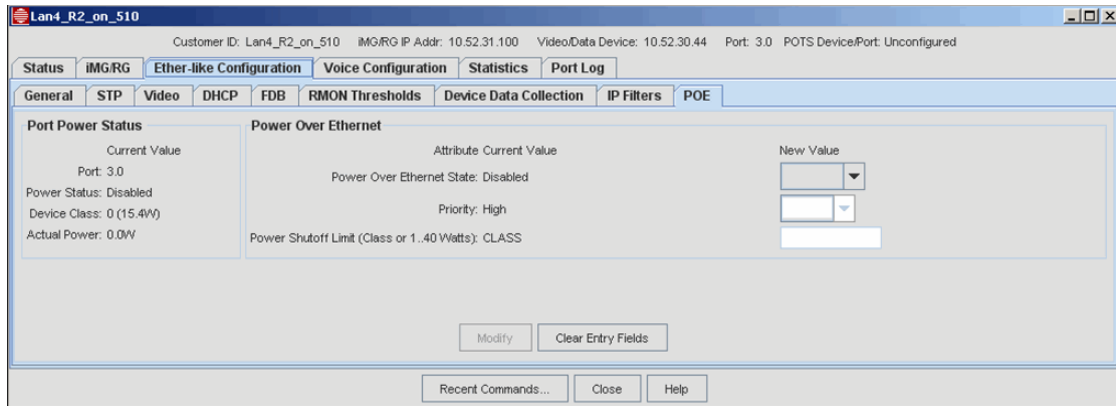 Lan4_R2_on_510
Customer ID: Lan4_R2_on_510 iMG/RG IP Addr: 10.52.31.100 Video/Data Device: 10.52.30.44 Port: 3.0 POTS Device/Port: Unconfigured
Status iMG/RG Ether-like Configuration Voice Configuration Statistics Port Log
General STP Video DHCP FDB RMON Thresholds Device Data Collection IP Filters POE
Port Power Status
Current Value
Port: 3.0
Power Status: Disabled
Device Class: 0 (15.4W)
Actual Power: 0.0W
Power Over Ethernet
Attribute Current Value New Value
Power Over Ethernet State: Disabled
Priority: High
Power Shutoff Limit (Class or 1..40 Watts): CLASS
Modify Clear Entry Fields
Recent Commands... Close Help